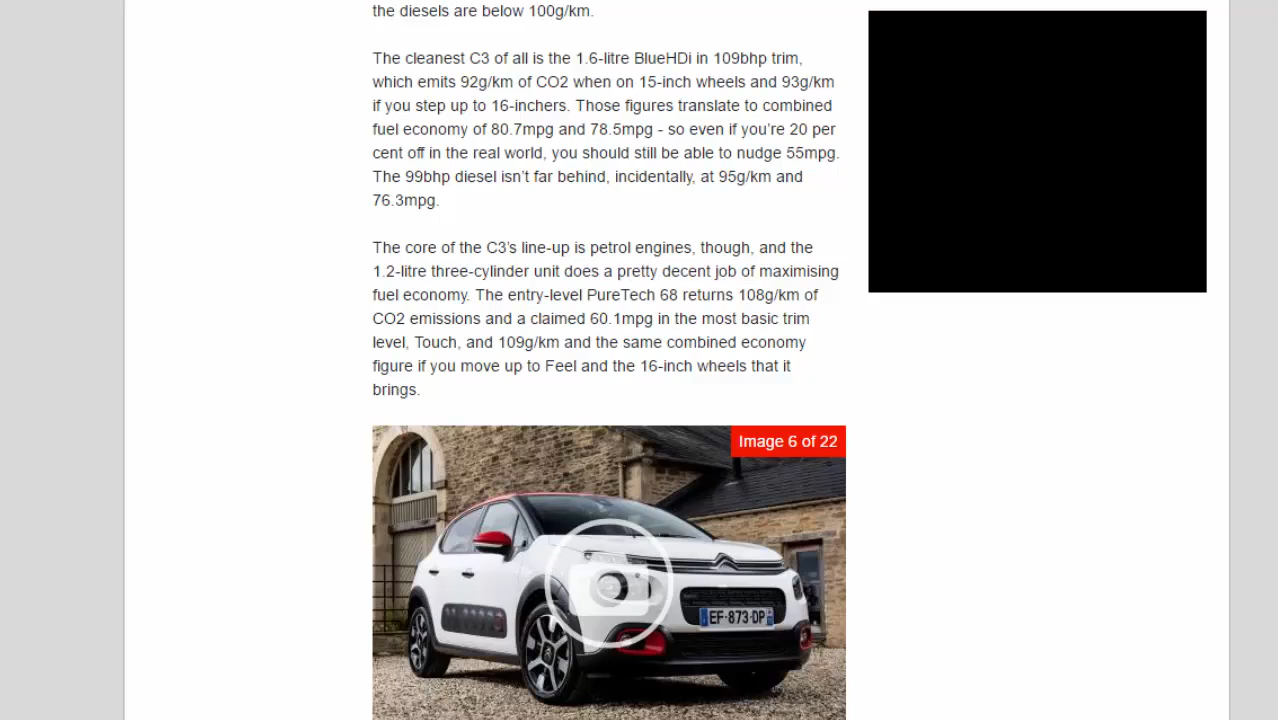 the diesels are below 100g/km.
The cleanest C3 of all is the 1.6-litre BlueHDi in 109bhp trim,
which emits 92g/km of CO2 when on 15-inch wheels and 93g/km
if you step up to 16-inchers. Those figures translate to combined
fuel economy of 80.7mpg and 78.5mpg - so even if you’re 20 per
cent off in the real world, you should still be able to nudge 55mpg.
The 99bhp diesel isn’t far behind, incidentally, at 95g/km and
76.3mpg.
The core of the C3’s line-up is petrol engines, though, and the
1.2-litre three-cylinder unit does a pretty decent job of maximising
fuel economy. The entry-level PureTech 68 returns 108g/km of
CO2 emissions and a claimed 60.1mpg in the most basic trim
level, Touch, and 109g/km and the same combined economy
figure if you move up to Feel and the 16-inch wheels that it
brings.
Image 6 of 22
EF-873-DP